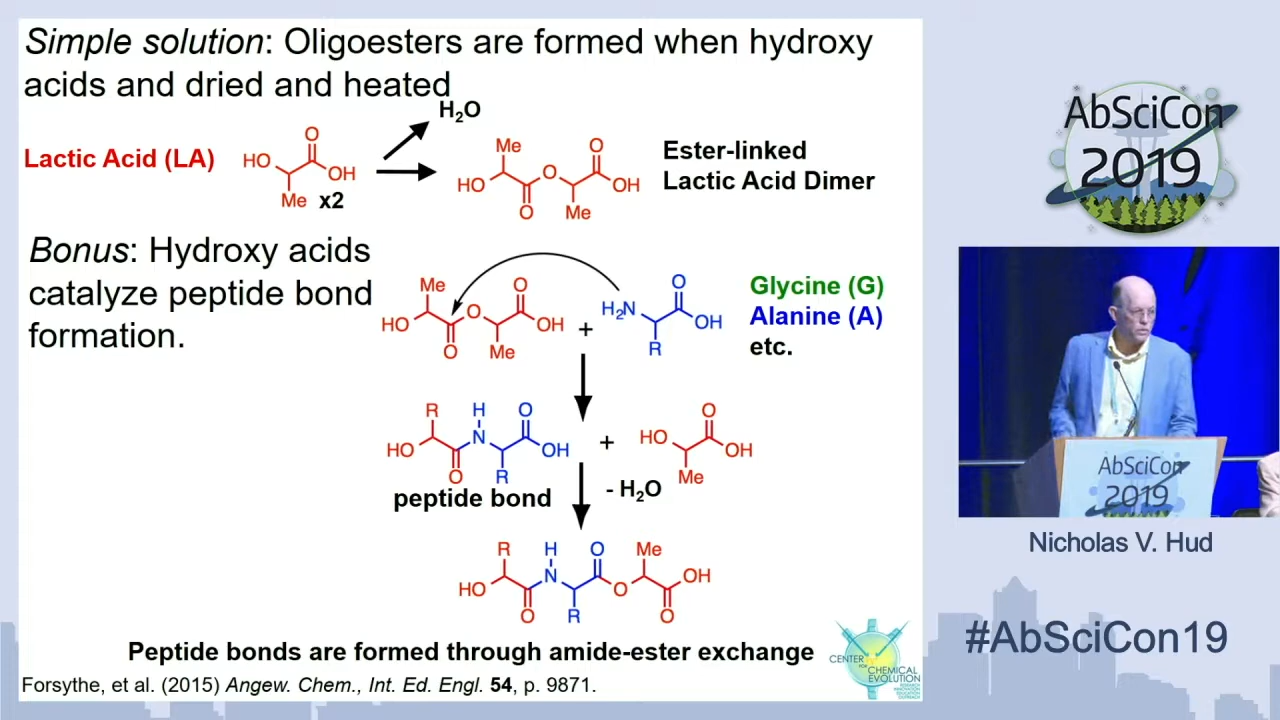 Simple solution: Oligoesters are formed when hydroxy
acids and dried and heated
H₂O
Lactic Acid (LA)
HO
O
OH
Me
x2
Me
HO
O
O
Me
O
OH
Ester-linked
Lactic Acid Dimer
Bonus: Hydroxy acids
catalyze peptide bond
formation.
Me
HO
O
O
Me
O
OH
+
H₂N
O
OH
R
Glycine (G)
Alanine (A)
etc.
R
HO
O
H
N
R
O
OH
peptide bond
+
HO
O
OH
Me
- H₂O
R
HO
O
H
N
R
O
O
Me
OH
O
Peptide bonds are formed through amide-ester exchange
Forsythe, et al. (2015) Angew. Chem., Int. Ed. Engl. 54, p. 9871.
CENTER
FOR
CHEMICAL
EVOLUTION
AbSciCon
2019
AbSciCon
2019
Nicholas V. Hud
#AbSciCon19